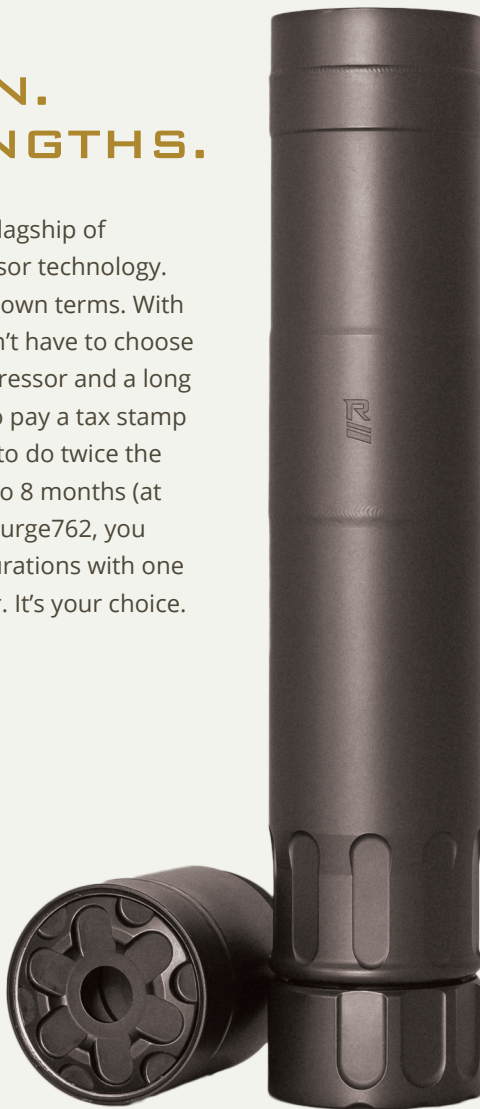 N.
NGTHS.
lagship of
sor technology.
own terms. With
n't have to choose
ressor and a long
o pay a tax stamp
to do twice the
o 8 months (at
urge762, you
urations with one
r. It's your choice.
R